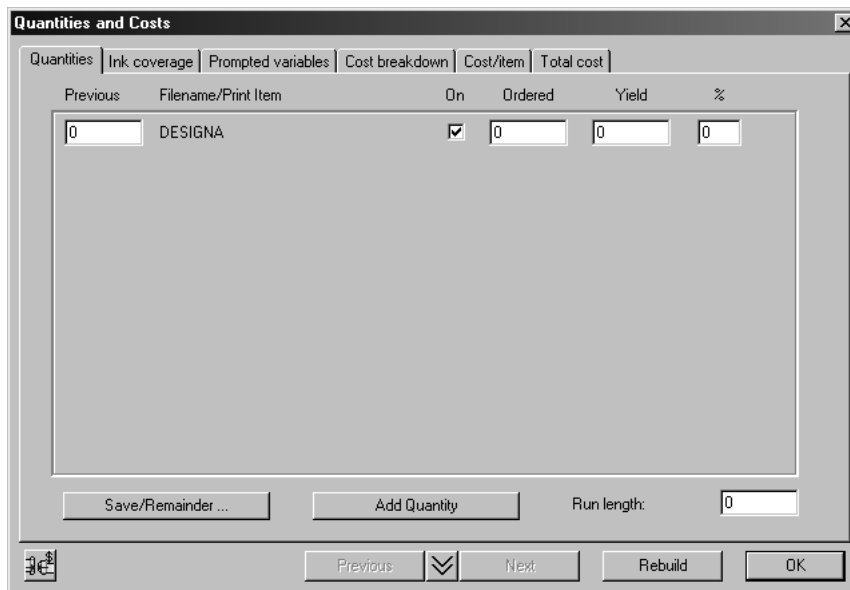 Quantities and Costs
Quantities Ink coverage Prompted variables Cost breakdown Cost/item Total cost
Previous Filename/Print Item On Ordered Yield %
0 DESIGNA 0 0 0
Save/Remainder ... Add Quantity Run length: 0
Previous Next Rebuild OK